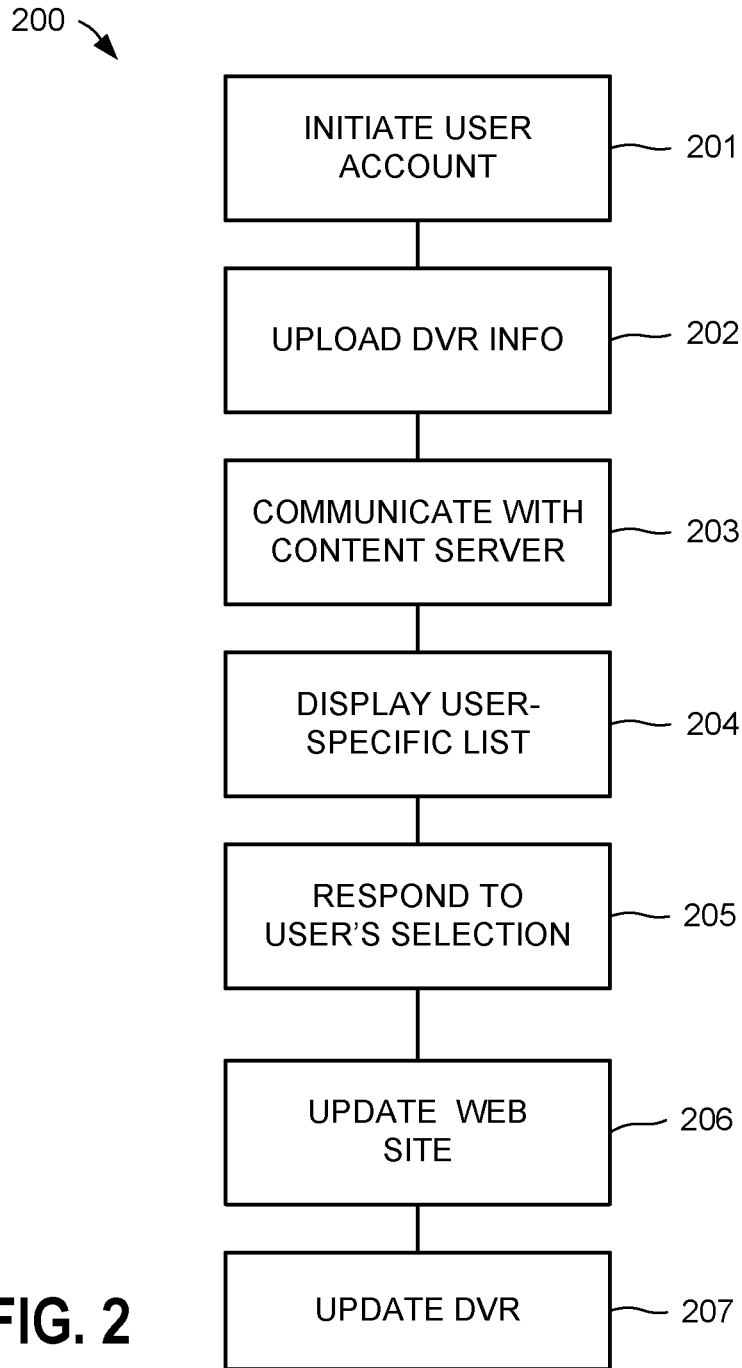 200
INITIATE USER
ACCOUNT
201
UPLOAD DVR INFO
202
COMMUNICATE WITH
CONTENT SERVER
203
DISPLAY USER-
SPECIFIC LIST
204
RESPOND TO
USER’S SELECTION
205
UPDATE WEB
SITE
206
UPDATE DVR
207
FIG. 2